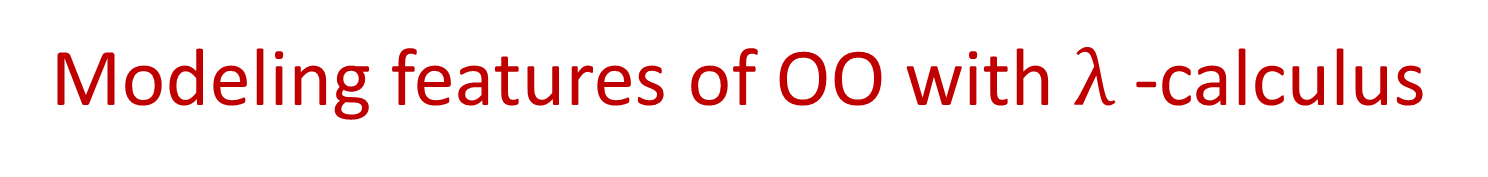 Modeling features of OO with λ -calculus